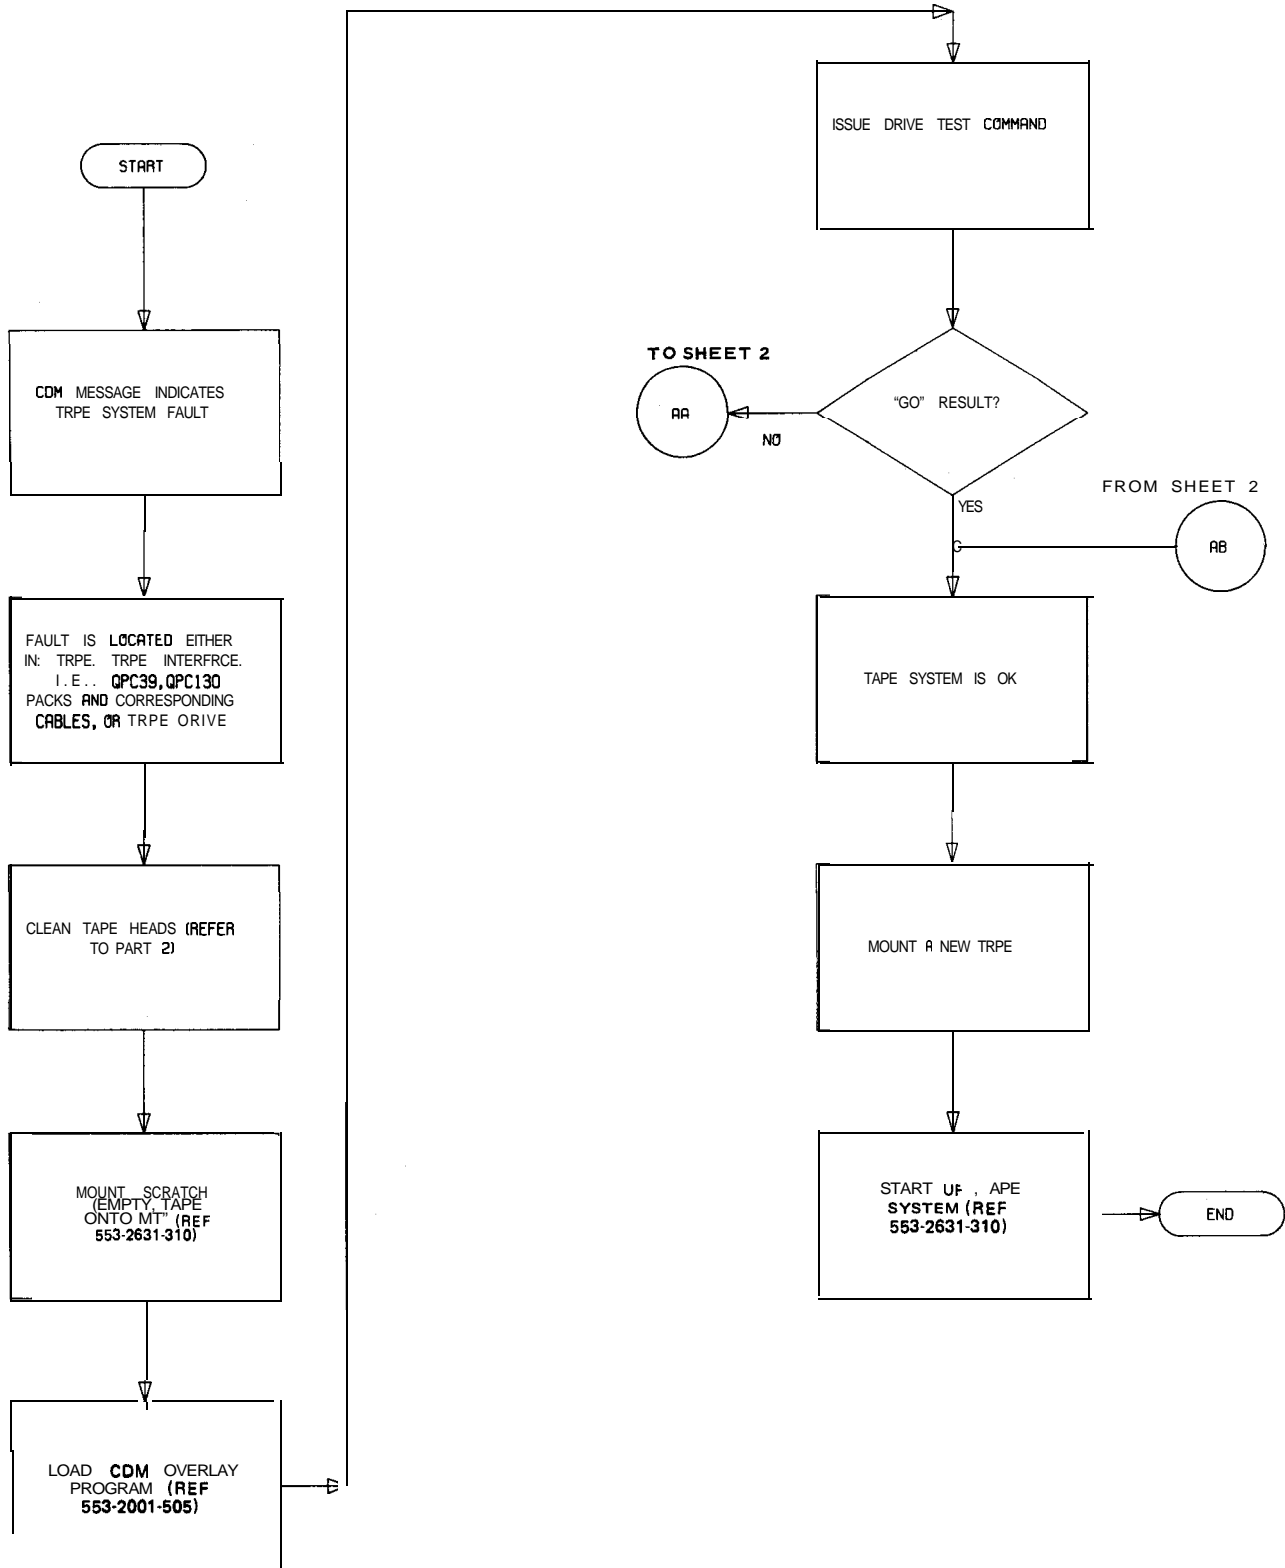 START
CDM MESSAGE INDICATES
TRPE SYSTEM FAULT
FAULT IS LOCATED EITHER
IN: TRPE. TRPE INTERFRCE.
I.E.. QPC39,QPC130
PACKS AND CORRESPONDING
CABLES, OR TRPE ORIVE
CLEAN TAPE HEADS (REFER
TO PART 2)
MOUNT SCRATCH
(EMPTY, TAPE
ONTO MT" (REF
553-2631-310)
LOAD CDM OVERLAY
PROGRAM (REF
553-2001-505)
ISSUE DRIVE TEST COMMAND
"GO" RESULT?
TO SHEET 2
AA
NO
YES
FROM SHEET 2
AB
TAPE SYSTEM IS OK
MOUNT A NEW TRPE
START UF , APE
SYSTEM (REF
553-2631-310)
END